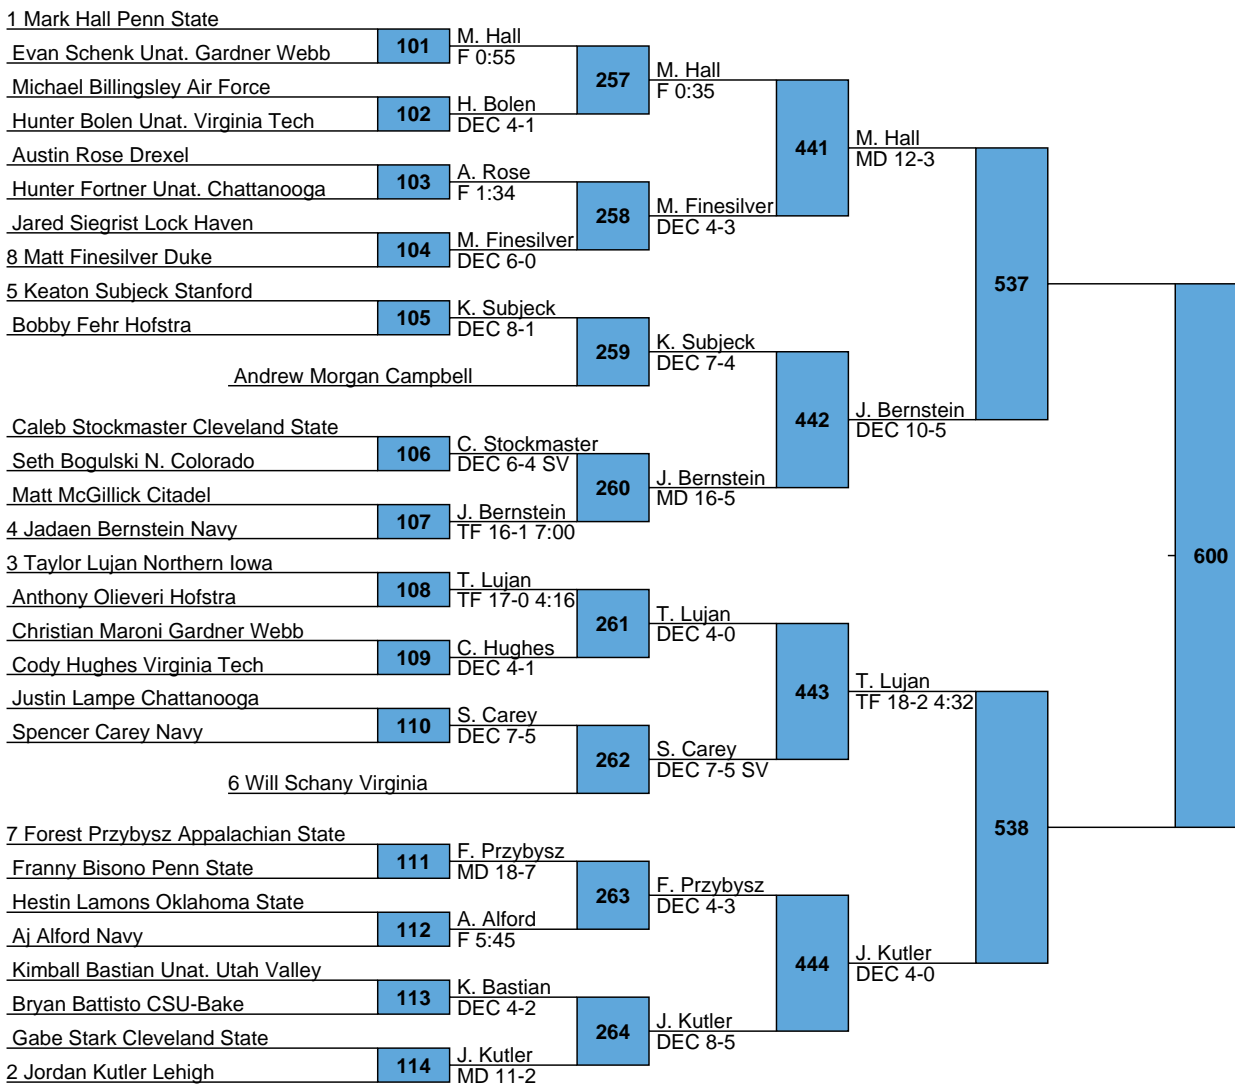 1 Mark Hall Penn State
Evan Schenk Unat. Gardner Webb
101
M. Hall
F 0:55
Michael Billingsley Air Force
Hunter Bolen Unat. Virginia Tech
102
H. Bolen
DEC 4-1
257
M. Hall
F 0:35
Austin Rose Drexel
Hunter Fortner Unat. Chattanooga
103
A. Rose
F 1:34
Jared Siegrist Lock Haven
8 Matt Finesilver Duke
104
M. Finesilver
DEC 6-0
258
M. Finesilver
DEC 4-3
441
M. Hall
MD 12-3
5 Keaton Subjeck Stanford
Bobby Fehr Hofstra
105
K. Subjeck
DEC 8-1
Andrew Morgan Campbell
259
K. Subjeck
DEC 7-4
Caleb Stockmaster Cleveland State
Seth Bogulski N. Colorado
106
C. Stockmaster
DEC 6-4 SV
Matt McGillick Citadel
4 Jadaen Bernstein Navy
107
J. Bernstein
TF 16-1 7:00
260
J. Bernstein
MD 16-5
442
J. Bernstein
DEC 10-5
537
3 Taylor Lujan Northern Iowa
Anthony Olieveri Hofstra
108
T. Lujan
TF 17-0 4:16
Christian Maroni Gardner Webb
Cody Hughes Virginia Tech
109
C. Hughes
DEC 4-1
261
T. Lujan
DEC 4-0
Justin Lampe Chattanooga
Spencer Carey Navy
110
S. Carey
DEC 7-5
6 Will Schany Virginia
262
S. Carey
DEC 7-5 SV
443
T. Lujan
TF 18-2 4:32
7 Forest Przybysz Appalachian State
Franny Bisono Penn State
111
F. Przybysz
MD 18-7
Hestin Lamons Oklahoma State
Aj Alford Navy
112
A. Alford
F 5:45
263
F. Przybysz
DEC 4-3
Kimball Bastian Unat. Utah Valley
Bryan Battisto CSU-Bake
113
K. Bastian
DEC 4-2
Gabe Stark Cleveland State
2 Jordan Kutler Lehigh
114
J. Kutler
MD 11-2
264
J. Kutler
DEC 8-5
444
J. Kutler
DEC 4-0
538
600